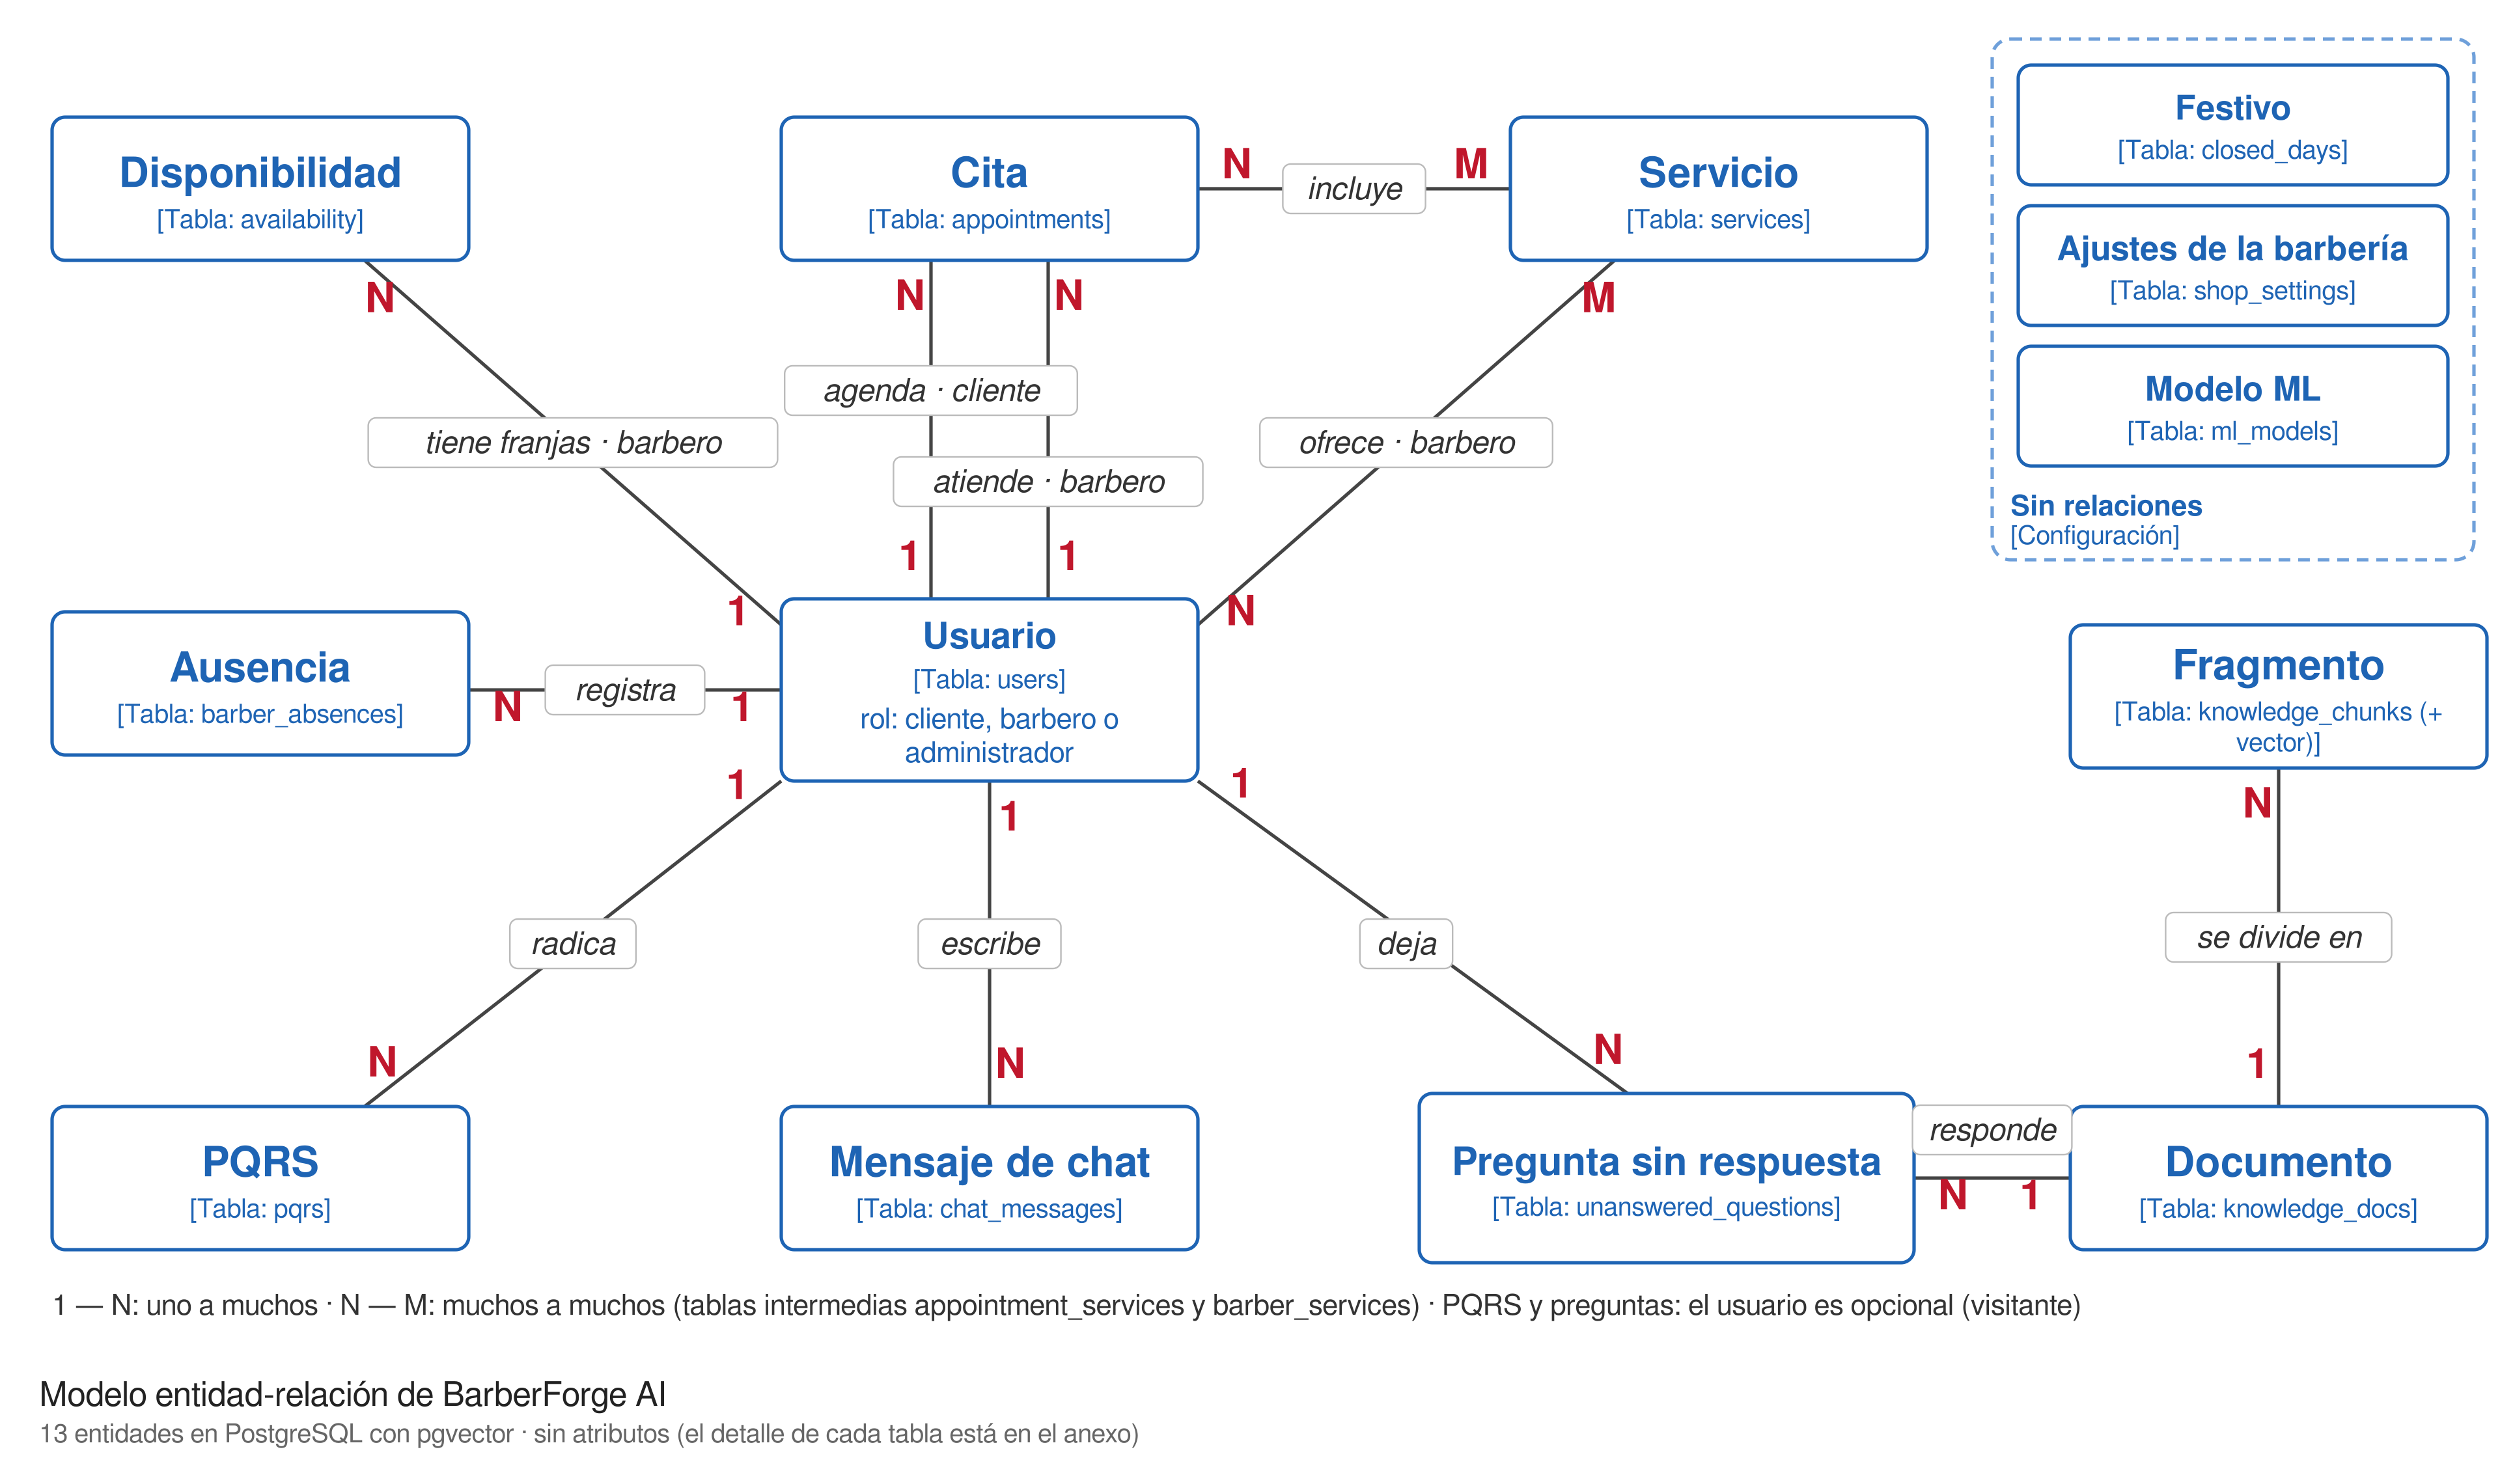 Festivo
[Tabla: closed_days]
Disponibilidad
[Tabla: availability]
Cita
[Tabla: appointments]
N
incluye
M
Servicio
[Tabla: services]
Ajustes de la barbería
[Tabla: shop_settings]
N
N
N
M
Modelo ML
[Tabla: ml_models]
agenda · cliente
tiene franjas · barbero
ofrece · barbero
atiende · barbero
Sin relaciones
[Configuración]
1
1
1
N
Ausencia
[Tabla: barber_absences]
N
registra
1
Usuario
[Tabla: users]
rol: cliente, barbero o
administrador
Fragmento
[Tabla: knowledge_chunks (+
vector)]
1
1
1
N
radica
escribe
deja
se divide en
N
N
N
1
PQRS
[Tabla: pqrs]
Mensaje de chat
[Tabla: chat_messages]
Pregunta sin respuesta
[Tabla: unanswered_questions]
responde
N
1
Documento
[Tabla: knowledge_docs]
1 — N: uno a muchos · N — M: muchos a muchos (tablas intermedias appointment_services y barber_services) · PQRS y preguntas: el usuario es opcional (visitante)
Modelo entidad-relación de BarberForge AI
13 entidades en PostgreSQL con pgvector · sin atributos (el detalle de cada tabla está en el anexo)